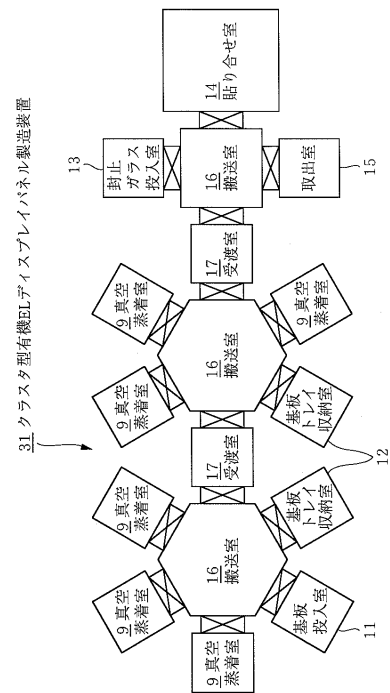 31 クラスタ型有機ELディスプレイパネル製造装置
13
9 真空
蒸着室
9 真空
蒸着室
9 真空
蒸着室
9 真空
蒸着室
封止
ガラス
投入室
9 真空
蒸着室
16
搬送室
17
受渡室
16
搬送室
17
受渡室
16
搬送室
14
貼り合せ室
基板
投入室
基板
トレイ
収納室
基板
トレイ
収納室
9 真空
蒸着室
取出室
11
12
15